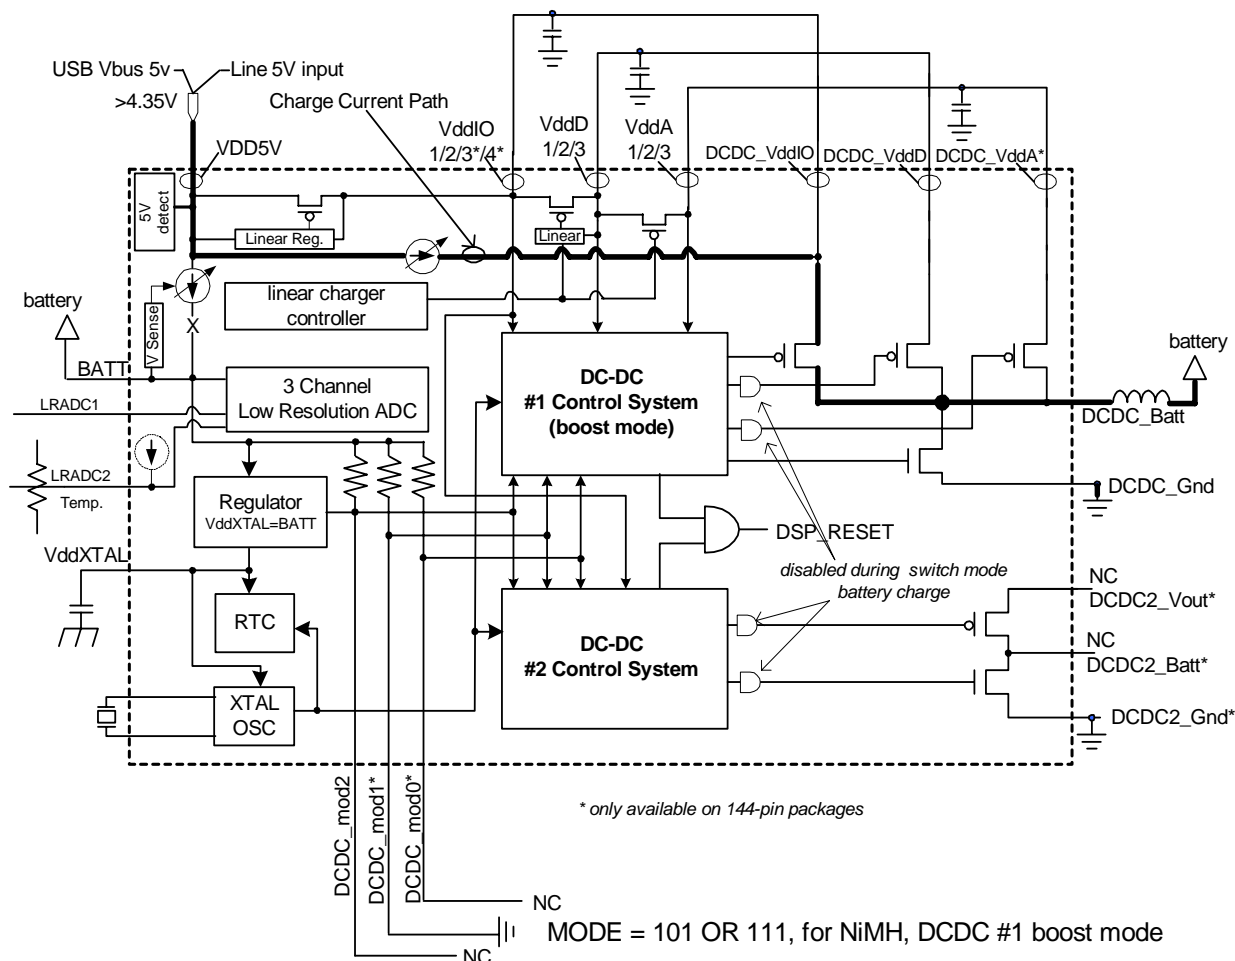 USB Vbus 5v
Line 5V input
>4.35V
Charge Current Path
VDD5V
VddIO
1/2/3*/4*
VddD
1/2/3
VddA
1/2/3
DCDC_VddIO
DCDC_VddD
DCDC_VddA*
5V
detect
Linear Reg.
Linear
linear charger
controller
battery
V Sense
X
BATT
3 Channel
Low Resolution ADC
LRADC1
LRADC2
Temp.
DC-DC
#1 Control System
(boost mode)
battery
DCDC_Batt
DCDC_Gnd
Regulator
VddXTAL=BATT
DSP_RESET
VddXTAL
disabled during switch mode
battery charge
RTC
DC-DC
#2 Control System
NC
DCDC2_Vout*
NC
DCDC2_Batt*
DCDC2_Gnd*
XTAL
OSC
DCDC_mod2
DCDC_mod1*
DCDC_mod0*
* only available on 144-pin packages
NC
MODE = 101 OR 111, for NiMH, DCDC #1 boost mode
NC